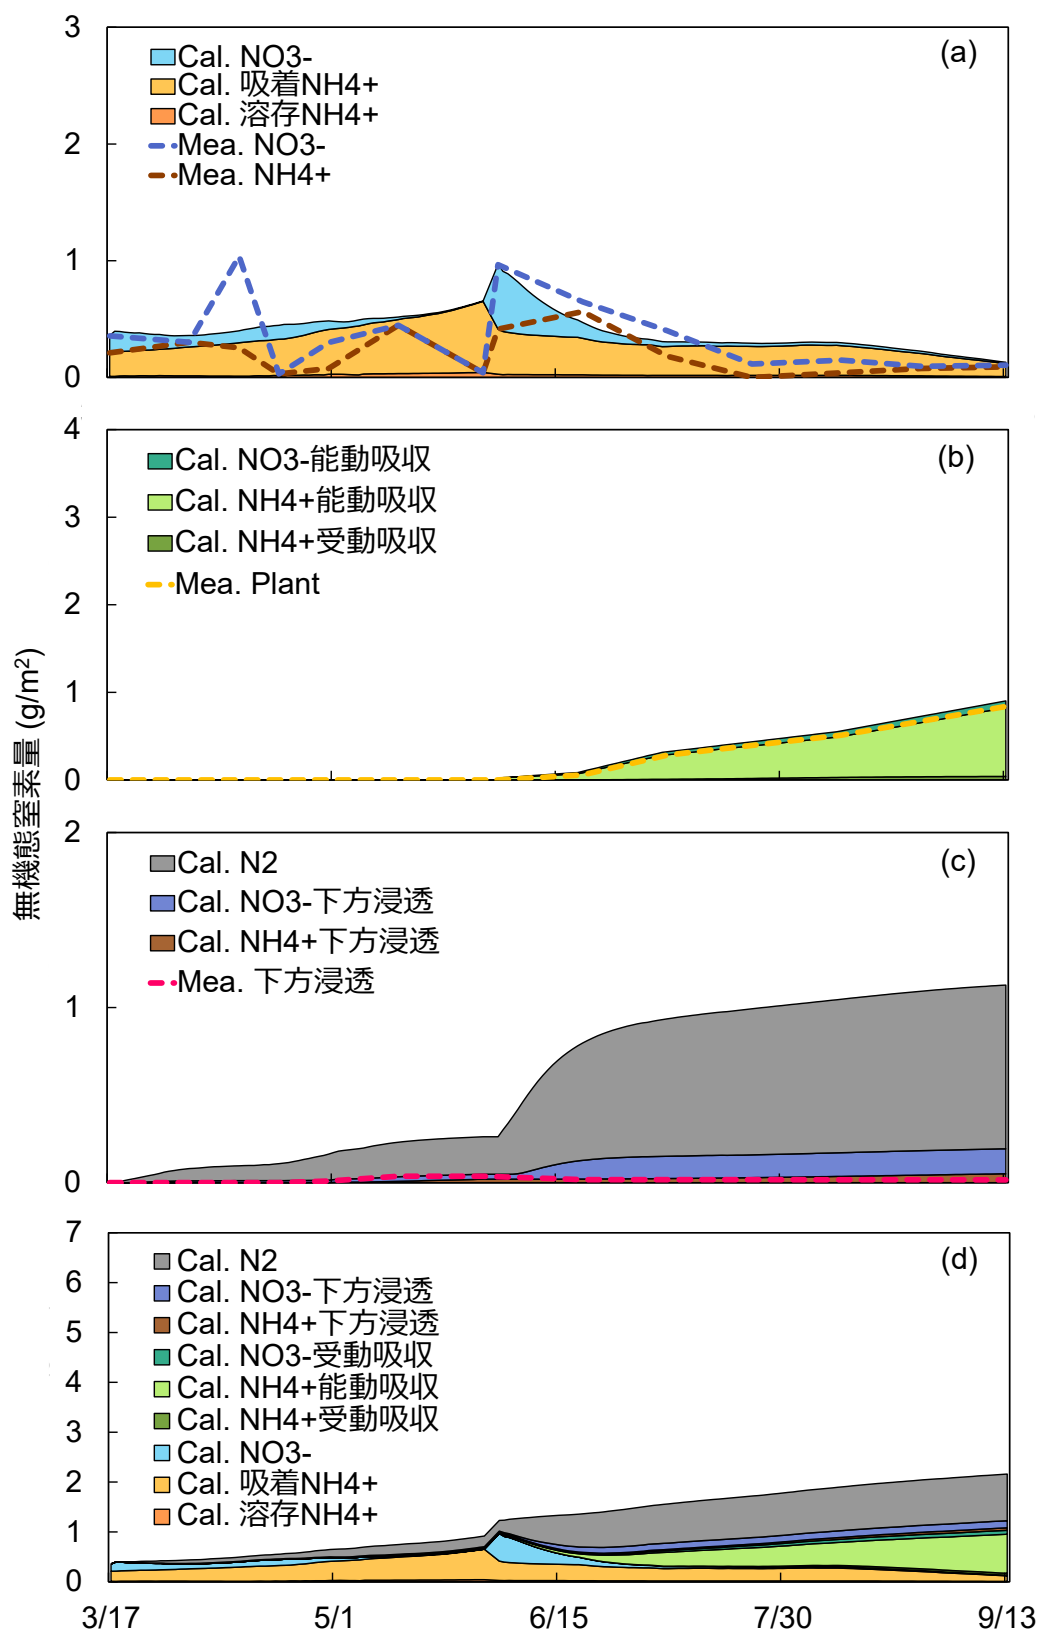 3
(a)
Cal. NO3-
Cal. 吸着NH4+
Cal. 溶存NH4+
Mea. NO3-
Mea. NH4+
2
1
0
4
(b)
Cal. NO3-能動吸収
Cal. NH4+能動吸収
Cal. NH4+受動吸収
Mea. Plant
3
2
1
0
無機態窒素量 (g/m²)
2
(c)
Cal. N2
Cal. NO3-下方浸透
Cal. NH4+下方浸透
Mea. 下方浸透
1
0
7
(d)
Cal. N2
Cal. NO3-下方浸透
Cal. NH4+下方浸透
Cal. NO3-受動吸収
Cal. NH4+能動吸収
Cal. NH4+受動吸収
Cal. NO3-
Cal. 吸着NH4+
Cal. 溶存NH4+
6
5
4
3
2
1
0
3/17 5/1 6/15 7/30 9/13